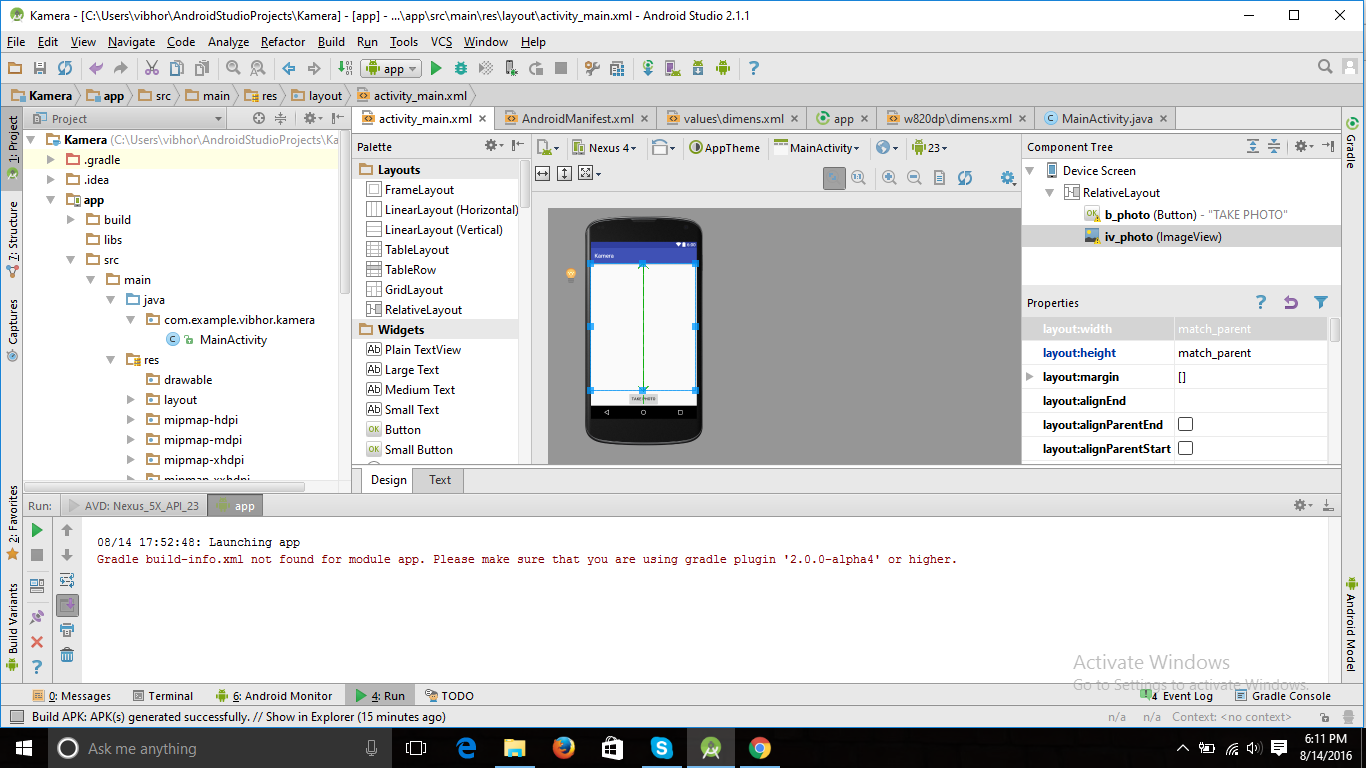 Kamera - [C:\Users\vibhor\AndroidStudioProjects\Kamera] - [app] - ...\app\src\main\res\layout\activity_main.xml - Android Studio 2.1.1
File Edit View Navigate Code Analyze Refactor Build Run Tools VCS Window Help
app
Kamera app src main res layout activity_main.xml
1: Project
7: Structure
Captures
2: Favorites
Build Variants
Project
Kamera (C:\Users\vibhor\AndroidStudioProjects\Ka
.gradle
.idea
app
build
libs
src
main
java
com.example.vibhor.kamera
MainActivity
res
drawable
layout
mipmap-hdpi
mipmap-mdpi
mipmap-xhdpi
mipmap-xxhdpi
activity_main.xml AndroidManifest.xml values\dimens.xml app w820dp\dimens.xml MainActivity.java
Palette
Layouts
FrameLayout
LinearLayout (Horizontal)
LinearLayout (Vertical)
TableLayout
TableRow
GridLayout
RelativeLayout
Widgets
Plain TextView
Large Text
Medium Text
Small Text
Button
Small Button
Nexus 4 AppTheme MainActivity 23
6:00
Kamera
TAKE PHOTO
Design Text
Component Tree
Device Screen
RelativeLayout
b_photo (Button) - "TAKE PHOTO"
iv_photo (ImageView)
Properties
layout:width match_parent
layout:height match_parent
layout:margin []
layout:alignEnd
layout:alignParentEnd
layout:alignParentStart
Gradle
Android Model
Run: AVD: Nexus_5X_API_23 app
08/14 17:52:48: Launching app
Gradle build-info.xml not found for module app. Please make sure that you are using gradle plugin '2.0.0-alpha4' or higher.
Activate Windows
Go to Settings to activate Windows.
0: Messages Terminal 6: Android Monitor 4: Run TODO 4 Event Log Gradle Console
Build APK: APK(s) generated successfully. // Show in Explorer (15 minutes ago) n/a n/a Context: <no context>
Ask me anything
6:11 PM
8/14/2016